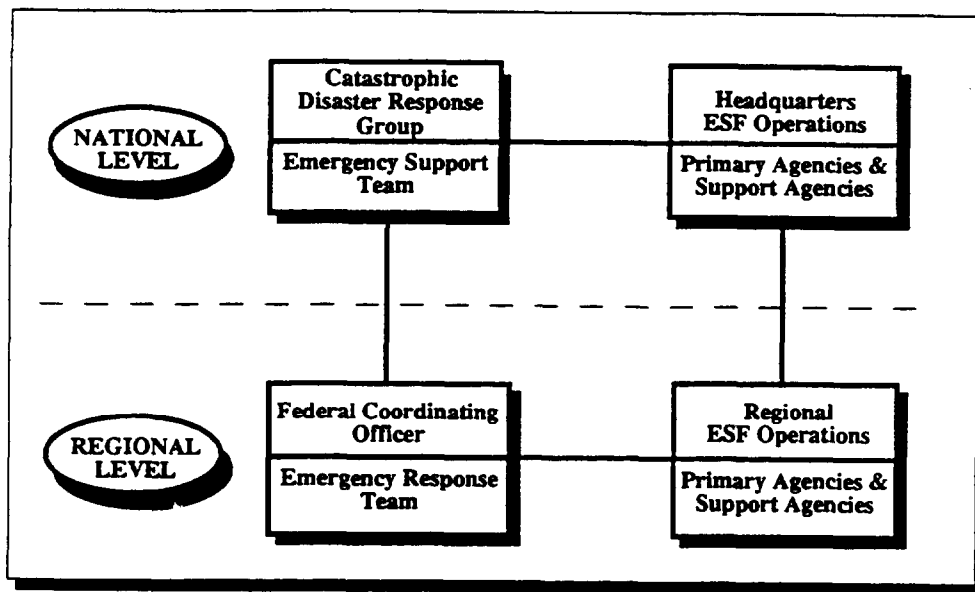 NATIONAL
LEVEL
Catastrophic
Disaster Response
Group
Emergency Support
Team
Headquarters
ESF Operations
Primary Agencies &
Support Agencies
REGIONAL
LEVEL
Federal Coordinating
Officer
Emergency Response
Team
Regional
ESF Operations
Primary Agencies &
Support Agencies